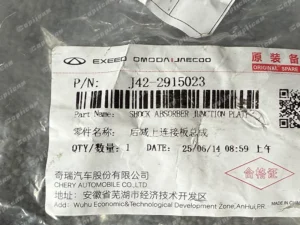 EXEED OMODA | JAECOO
原装备
ORIGINAL SPARE
P/N: J42-2915023
Part Name: SHOCK ABSORBER JUNCTION PLATE
零件名称: 后减上连接板总成
QTY/数量: 1 DATE: 25/06/14 08:59 上午
奇瑞汽车股份有限公司
CHERY AUTOMOBILE CO.,LTD
地址: 安徽省芜湖市经济技术开发区
Addr: Wuhu Economic&Technological Development Zone,AnHui,P.R
合格证